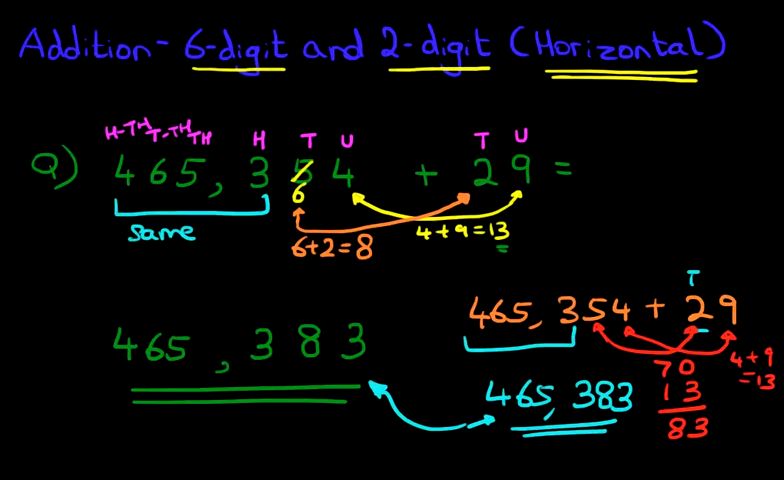 Addition - 6-digit and 2-digit (Horizontal)
H-TH T-TH TH H T U T U
Q) 465,354 + 29 =
6
same
6+2=8
4+9=13
T
465,354 + 29
4+9
=13
70
13
83
465,383
465,383